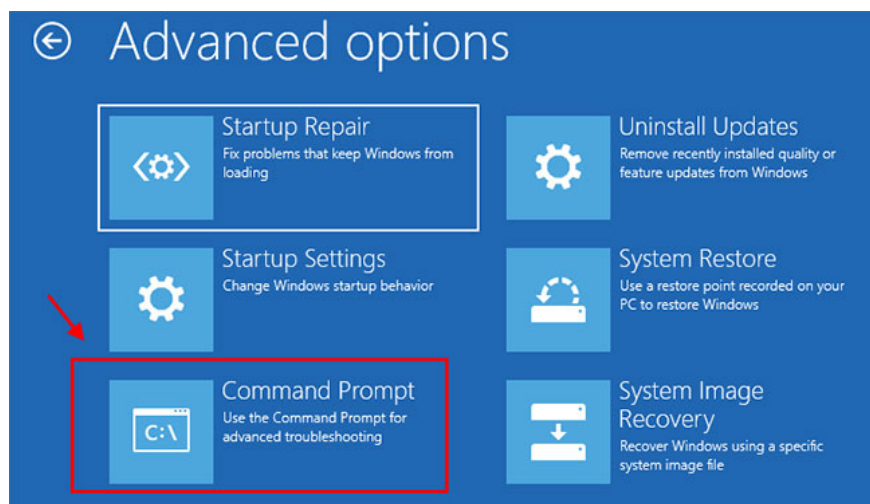 Advanced options
Startup Repair
Fix problems that keep Windows from
loading
Uninstall Updates
Remove recently installed quality or
feature updates from Windows
Startup Settings
Change Windows startup behavior
System Restore
Use a restore point recorded on your
PC to restore Windows
C:\
Command Prompt
Use the Command Prompt for
advanced troubleshooting
System Image
Recovery
Recover Windows using a specific
system image file